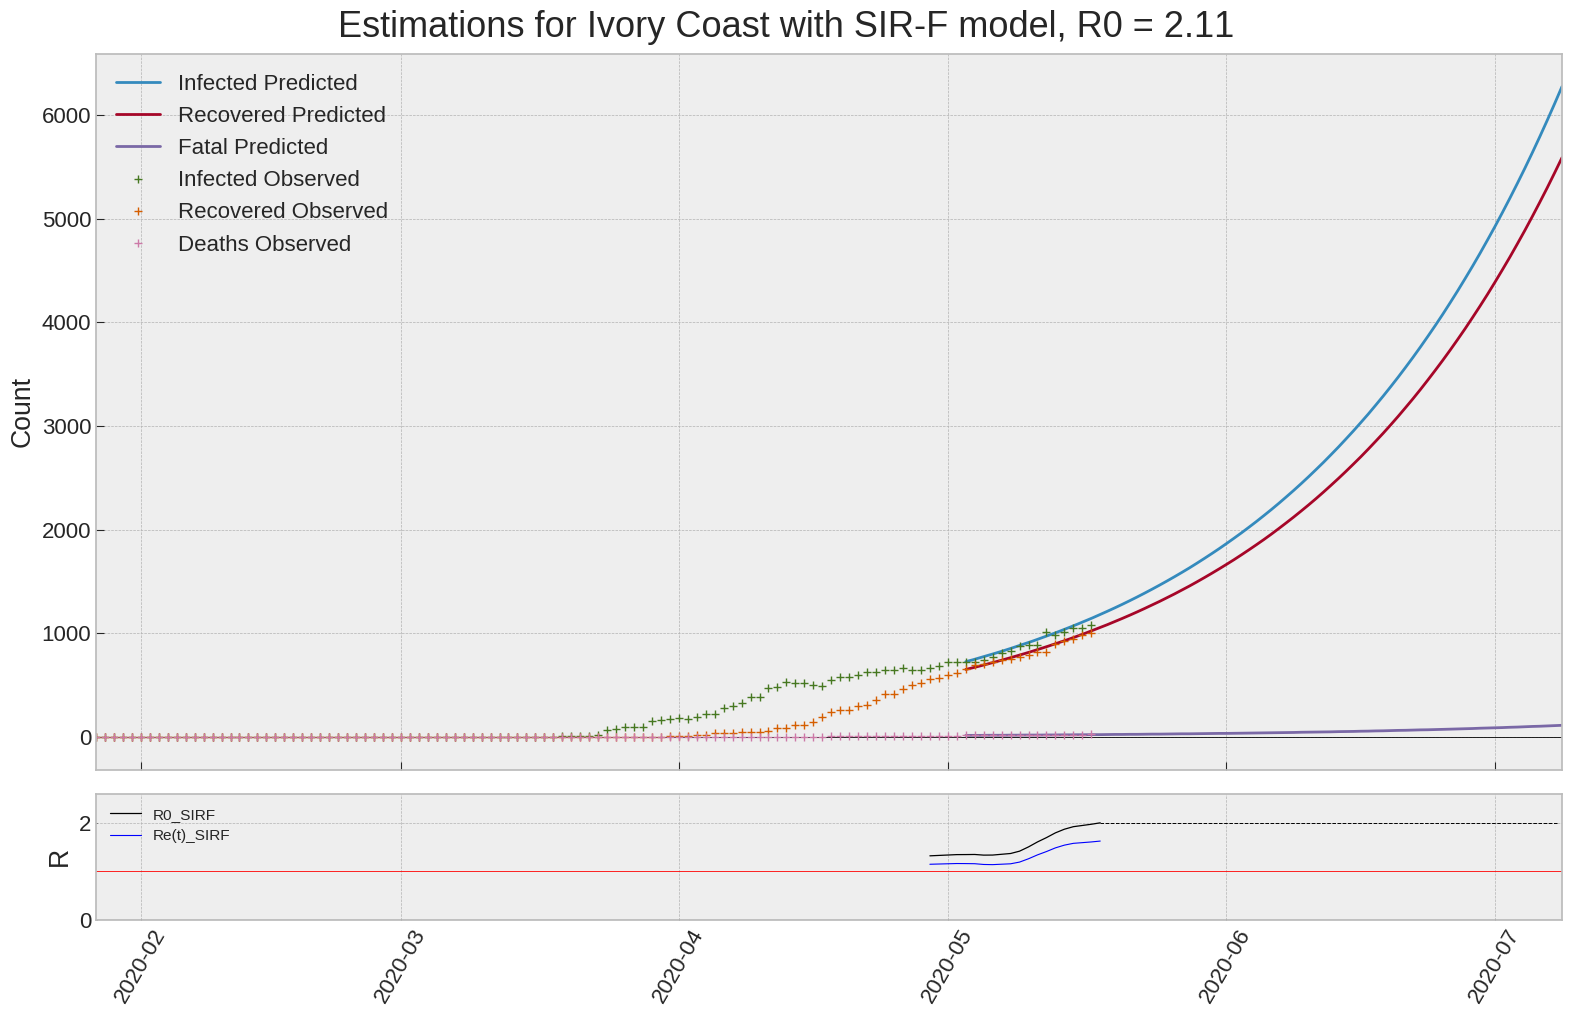 Estimations for Ivory Coast with SIR-F model, R0 = 2.11
Infected Predicted
Recovered Predicted
Fatal Predicted
Infected Observed
Recovered Observed
Deaths Observed
6000
5000
4000
3000
2000
1000
0
Count
R0_SIRF
Re(t)_SIRF
2
0
R
2020-02
2020-03
2020-04
2020-05
2020-06
2020-07